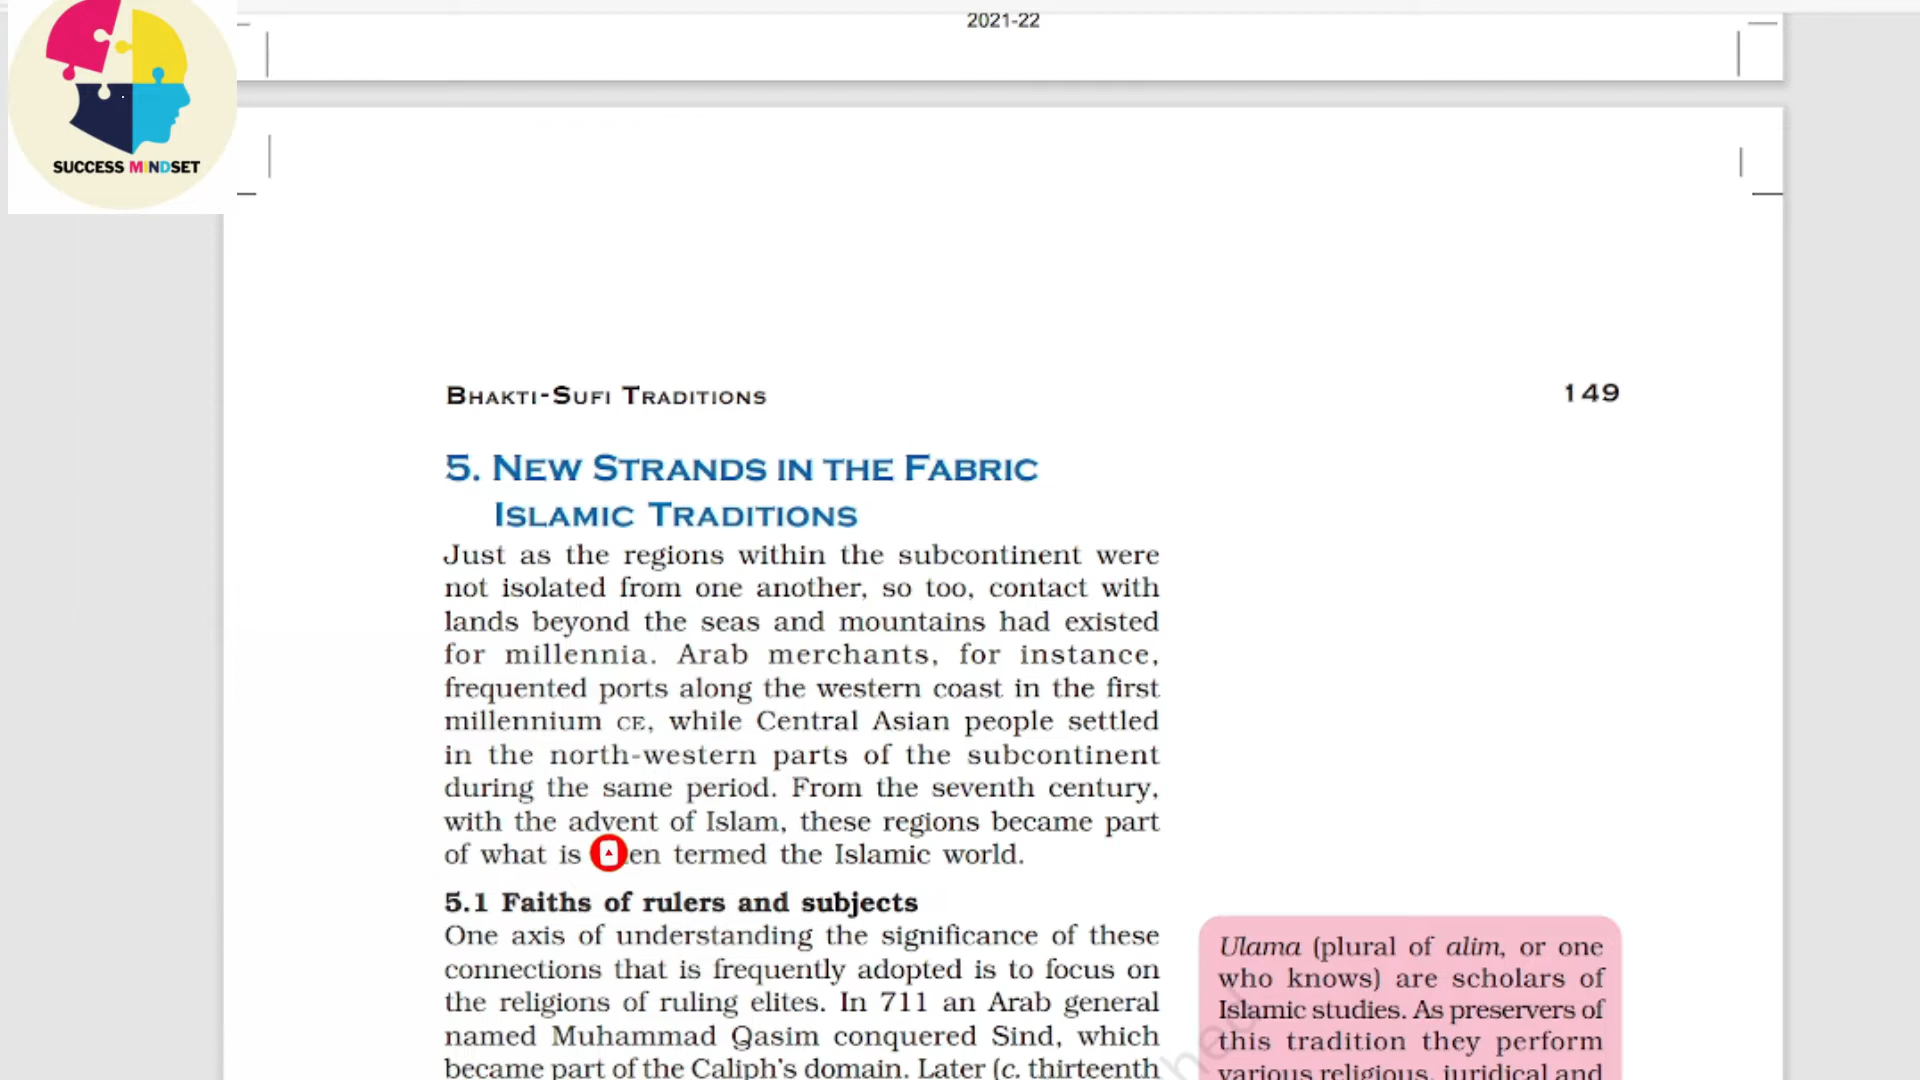 2021-22
SUCCESS MINDSET
BHAKTI-SUFI TRADITIONS
149
5. NEW STRANDS IN THE FABRIC
ISLAMIC TRADITIONS
Just as the regions within the subcontinent were
not isolated from one another, so too, contact with
lands beyond the seas and mountains had existed
for millennia. Arab merchants, for instance,
frequented ports along the western coast in the first
millennium CE, while Central Asian people settled
in the north-western parts of the subcontinent
during the same period. From the seventh century,
with the advent of Islam, these regions became part
of what is termed the Islamic world.
5.1 Faiths of rulers and subjects
One axis of understanding the significance of these
connections that is frequently adopted is to focus on
the religions of ruling elites. In 711 an Arab general
named Muhammad Qasim conquered Sind, which
became part of the Caliph's domain. Later (c. thirteenth
Ulama (plural of alim, or one
who knows) are scholars of
Islamic studies. As preservers of
this tradition they perform
various religious, juridical and